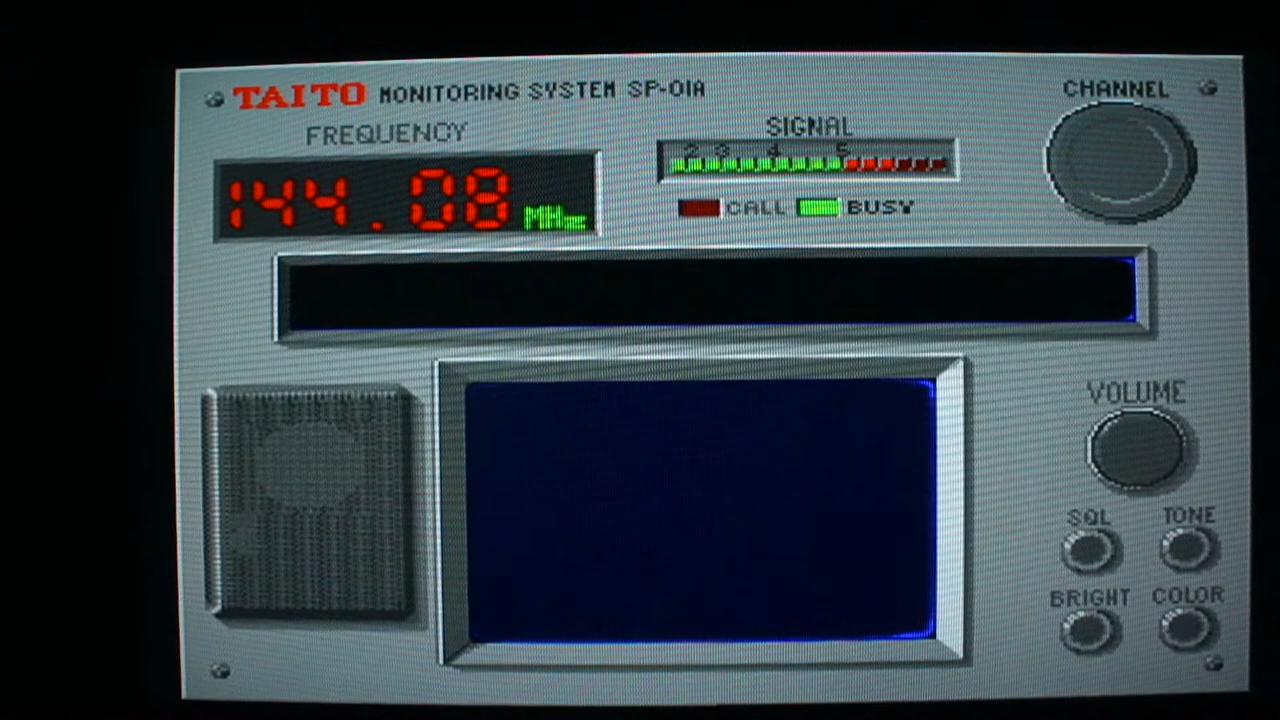 TAITO MONITORING SYSTEM SP-01A
CHANNEL
FREQUENCY
SIGNAL
2 3 4 5
144.08 MHz
CALL BUSY
VOLUME
SQL TONE
BRIGHT COLOR